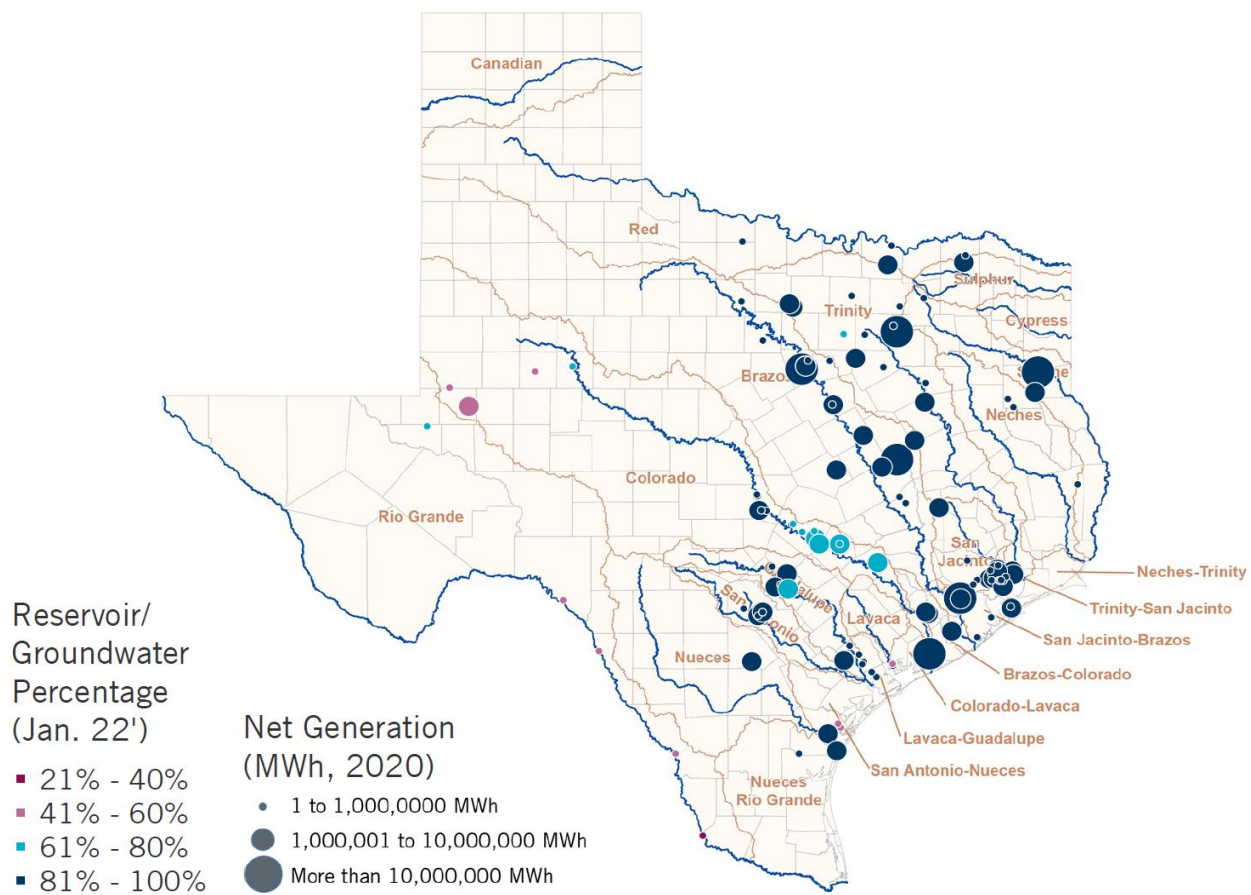 Canadian
Red
Sulphur
Trinity
Cypress
Brazos
Neches
Colorado
Rio Grande
San
Jacinto
Neches-Trinity
Guadalupe
Trinity-San Jacinto
San Antonio
Lavaca
San Jacinto-Brazos
Nueces
Brazos-Colorado
Colorado-Lavaca
Lavaca-Guadalupe
San Antonio-Nueces
Nueces
Rio Grande
Reservoir/
Groundwater
Percentage
(Jan. 22')
21% - 40%
41% - 60%
61% - 80%
81% - 100%
Net Generation
(MWh, 2020)
1 to 1,000,0000 MWh
1,000,001 to 10,000,000 MWh
More than 10,000,000 MWh